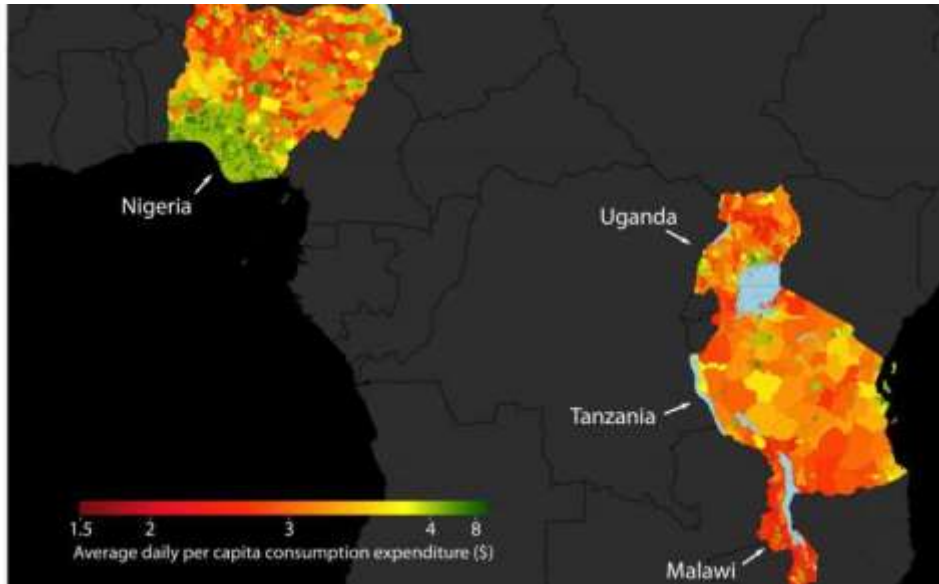 Nigeria
Uganda
Tanzania
1.5 2 3 4 8
Average daily per capita consumption expenditure ($)
Malawi